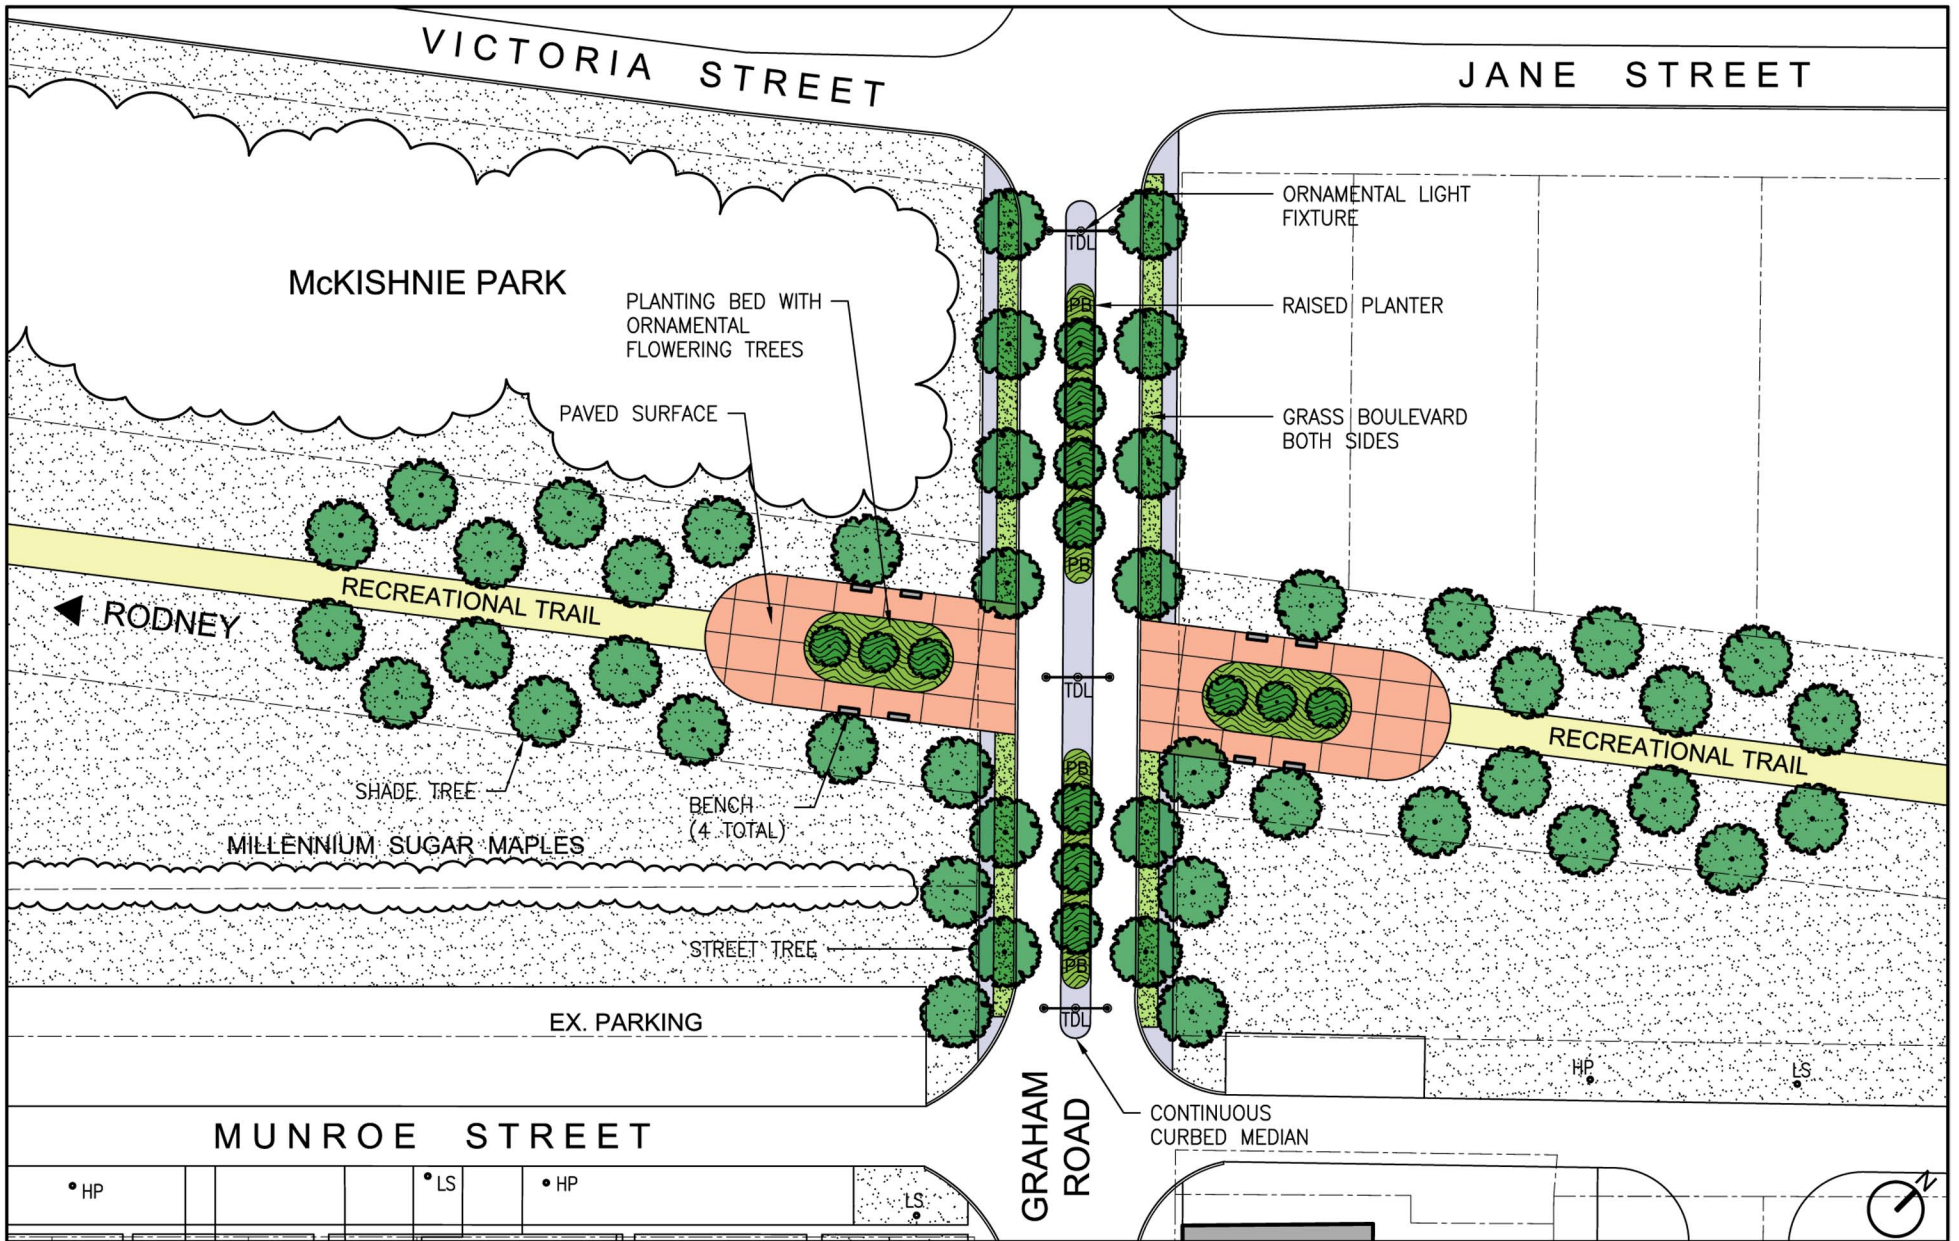 VICTORIA STREET
JANE STREET
ORNAMENTAL LIGHT
FIXTURE
TDL
McKISHNIE PARK
PLANTING BED WITH
ORNAMENTAL
FLOWERING TREES
PB
RAISED PLANTER
PAVED SURFACE
GRASS BOULEVARD
BOTH SIDES
PB
RECREATIONAL TRAIL
RODNEY
TDL
RECREATIONAL TRAIL
PB
SHADE TREE
BENCH
(4 TOTAL)
MILLENNIUM SUGAR MAPLES
STREET TREE
PB
EX. PARKING
TDL
HP
LS
GRAHAM
ROAD
CONTINUOUS
CURBED MEDIAN
MUNROE STREET
HP
LS
HP
LS
N